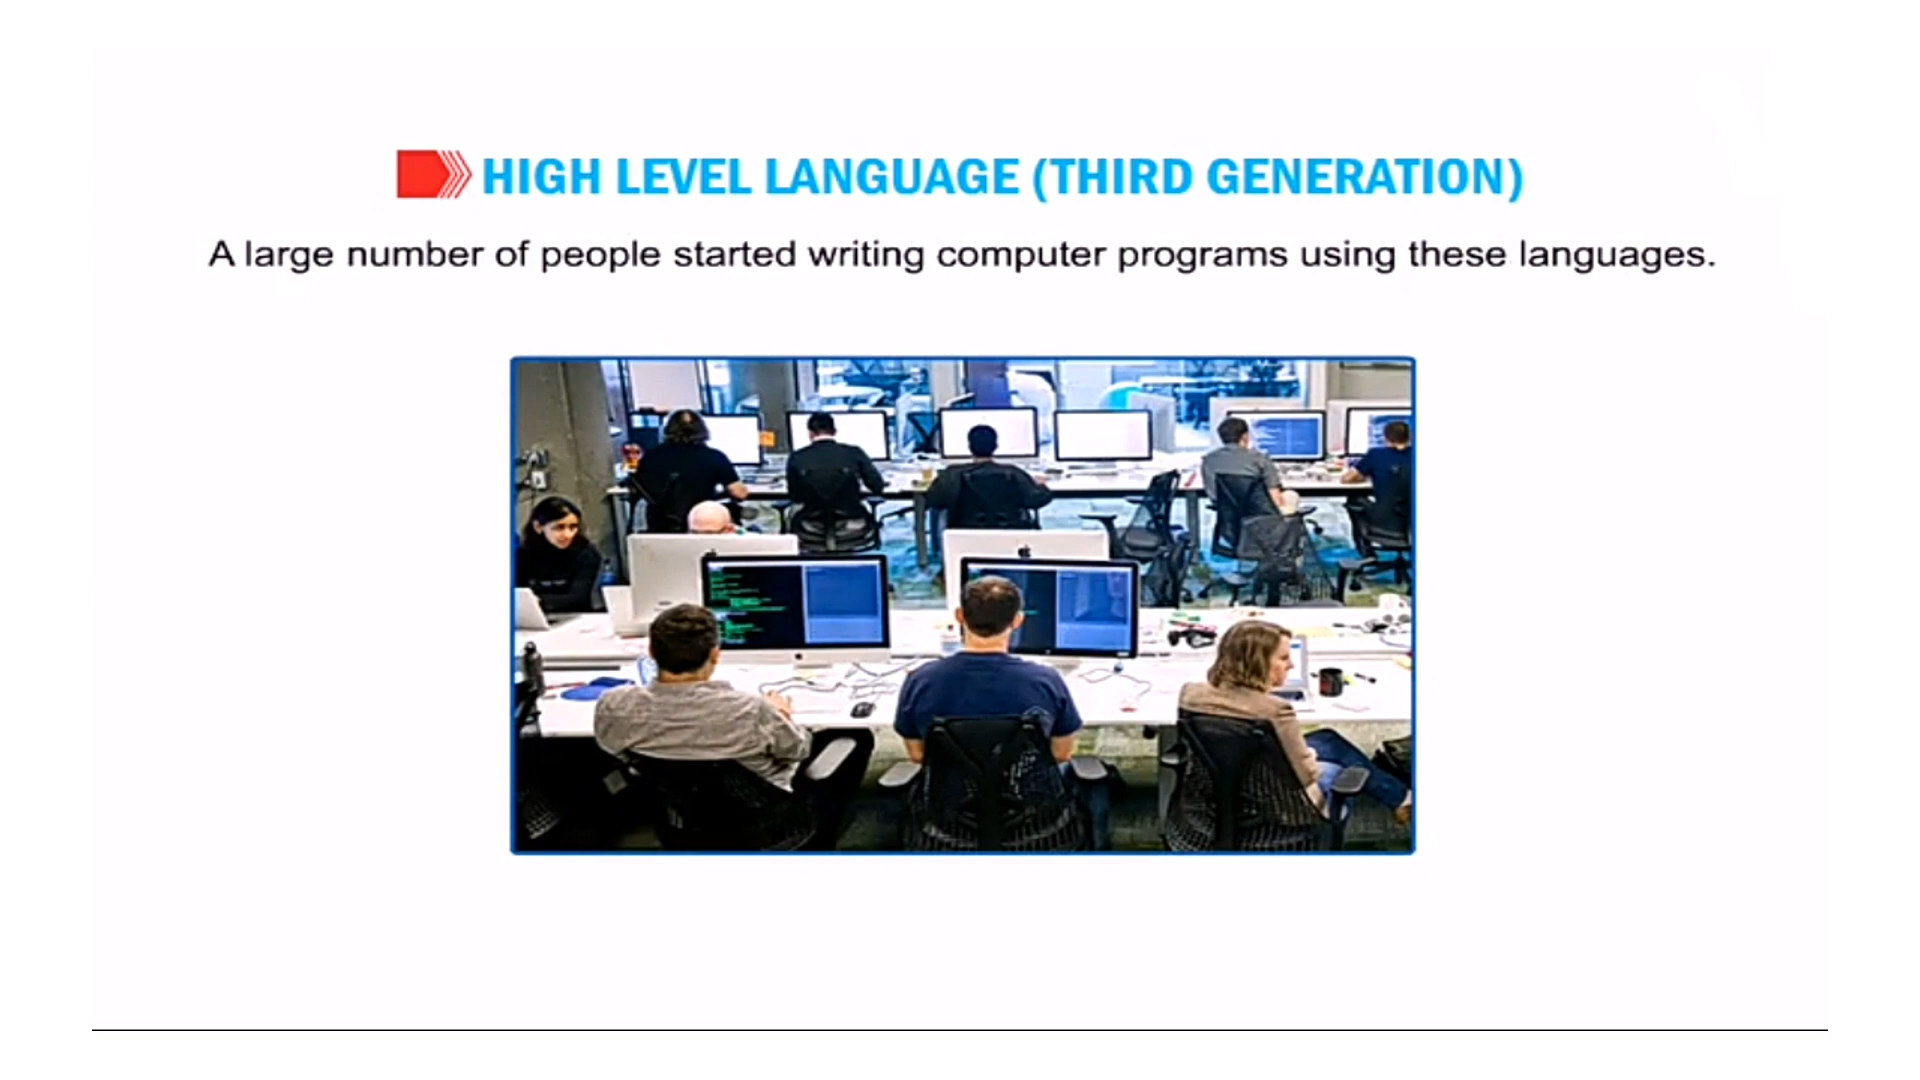 HIGH LEVEL LANGUAGE (THIRD GENERATION)
A large number of people started writing computer programs using these languages.